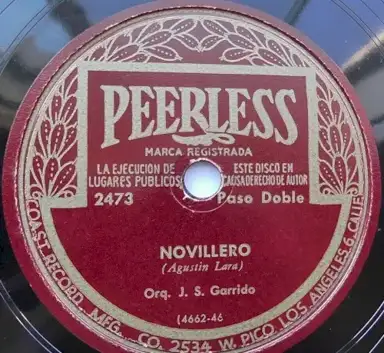 PEERLESS
MARCA REGISTRADA
LA EJECUCION DE ESTE DISCO EN
LUGARES PUBLICOS CAUSA DERECHO DE AUTOR
2473 Paso Doble
NOVILLERO
(Agustin Lara)
Orq. J. S. Garrido
(4662-46
COAST RECORD. MFG. CO. 2534 W. PICO, LOS ANGELES 6, CALIF.